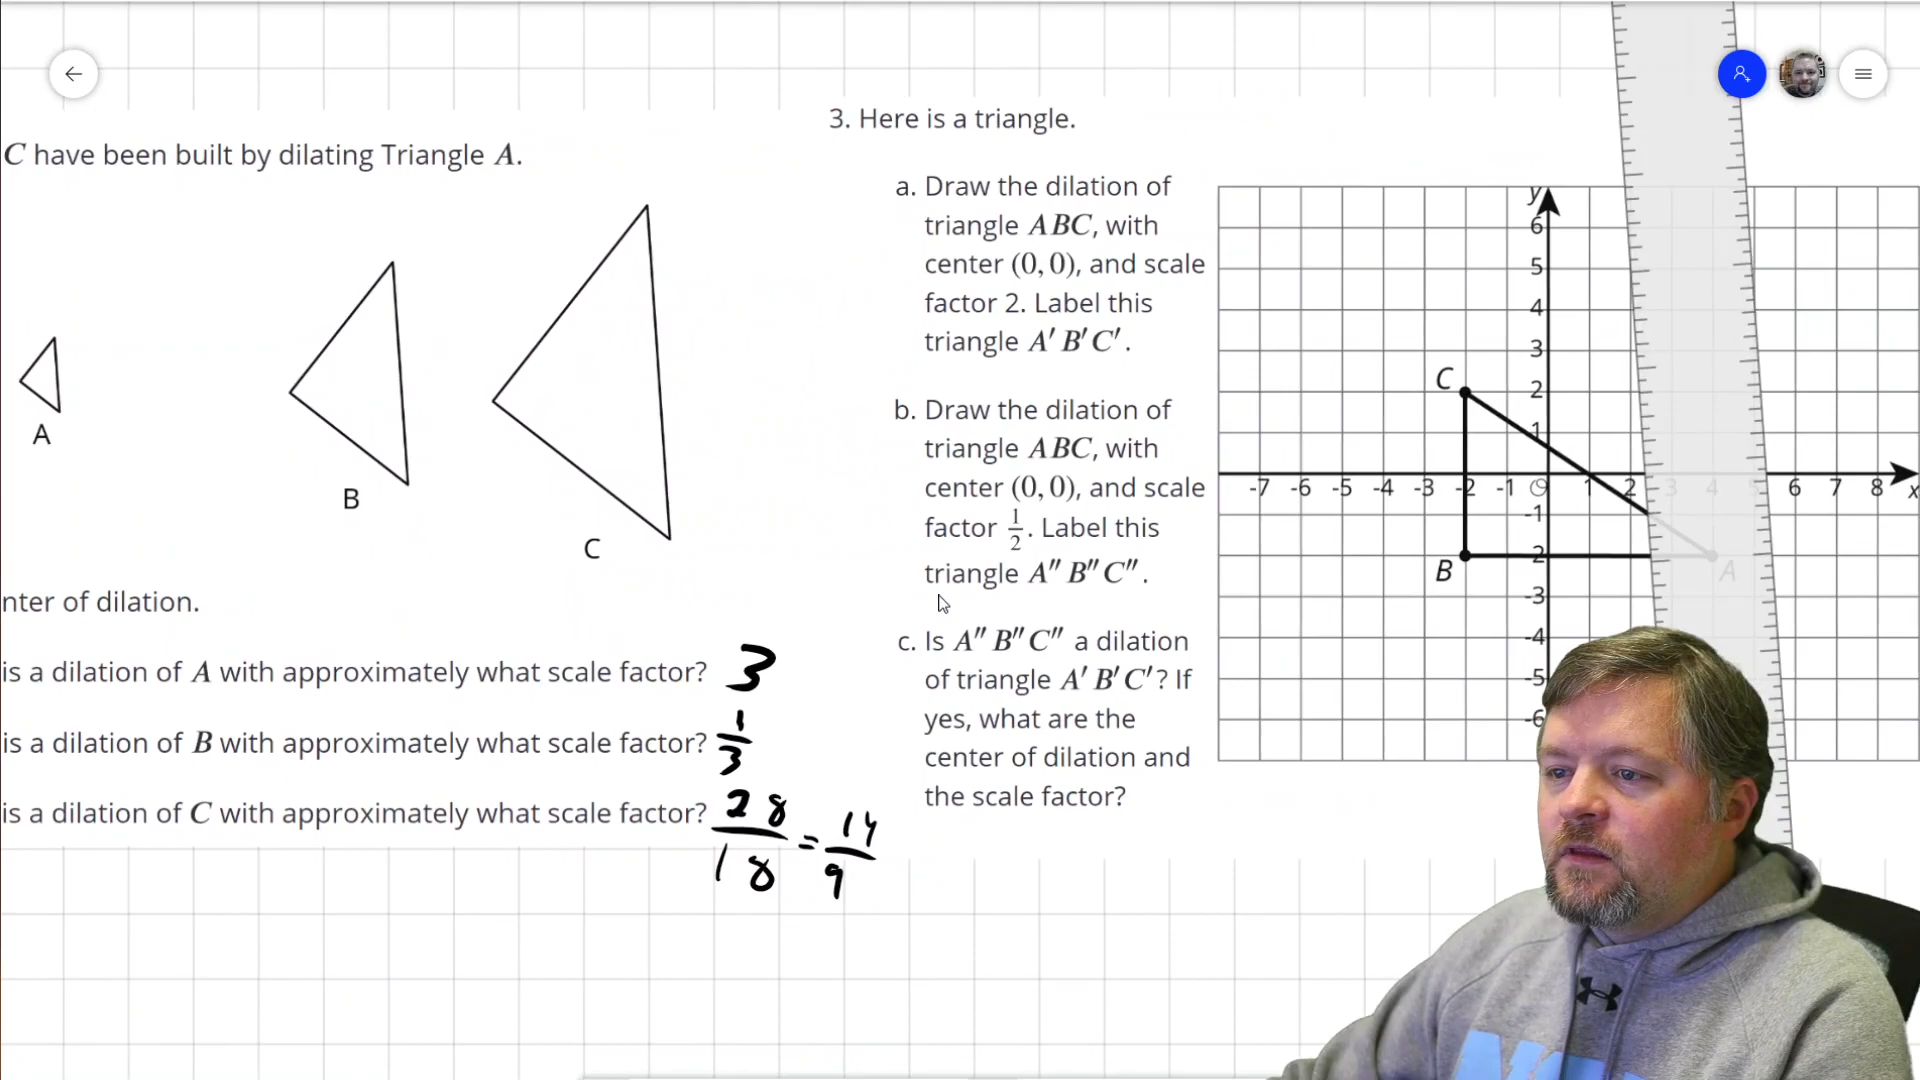 C have been built by dilating Triangle A.
A
B
C
nter of dilation.
is a dilation of A with approximately what scale factor? 3
is a dilation of B with approximately what scale factor? 1/3
is a dilation of C with approximately what scale factor? 28/18 = 14/9
3. Here is a triangle.
a. Draw the dilation of
triangle ABC, with
center (0, 0), and scale
factor 2. Label this
triangle A′ B′ C′.
b. Draw the dilation of
triangle ABC, with
center (0, 0), and scale
factor 1/2. Label this
triangle A″ B″ C″.
c. Is A″ B″ C″ a dilation
of triangle A′ B′ C′? If
yes, what are the
center of dilation and
the scale factor?
y
6
5
4
3
C
2
1
-7 -6 -5 -4 -3 -2 -1 O 1 2 3 4 5 6 7 8 x
-1
B
-2
A
-3
-4
-5
-6